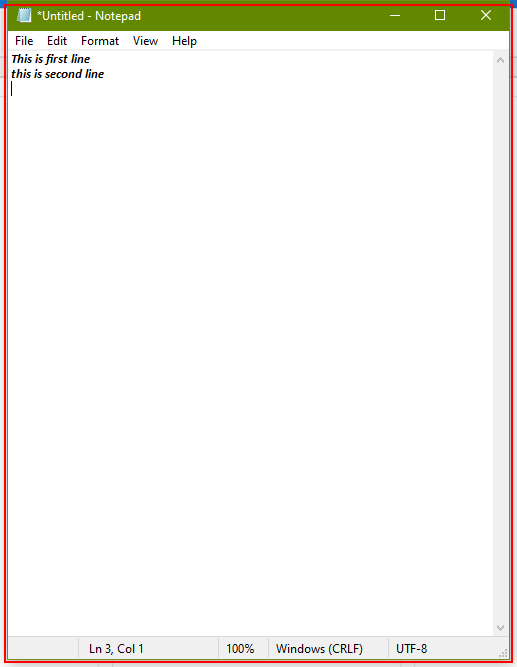 *Untitled - Notepad
File Edit Format View Help
This is first line
this is second line
Ln 3, Col 1 100% Windows (CRLF) UTF-8